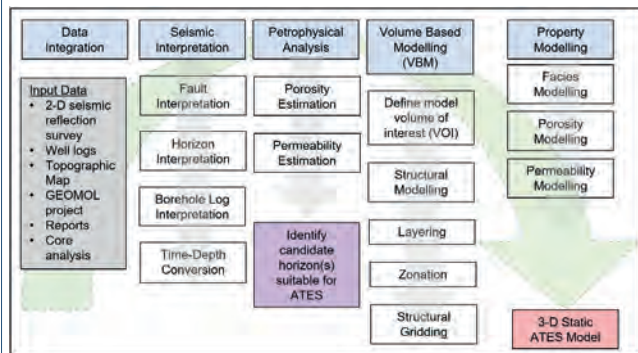 Data
Integration
Input Data
• 2-D seismic
reflection
survey
• Well logs
• Topographic
Map
• GEOMOL
project
• Reports
• Core
analysis
Seismic
Interpretation
Fault
Interpretation
Horizon
Interpretation
Borehole Log
Interpretation
Time-Depth
Conversion
Petrophysical
Analysis
Porosity
Estimation
Permeability
Estimation
Identify
candidate
horizon(s)
suitable for
ATES
Volume Based
Modelling
(VBM)
Define model
volume of
interest (VOI)
Structural
Modelling
Layering
Zonation
Structural
Gridding
Property
Modelling
Facies
Modelling
Porosity
Modelling
Permeability
Modelling
3-D Static
ATES Model